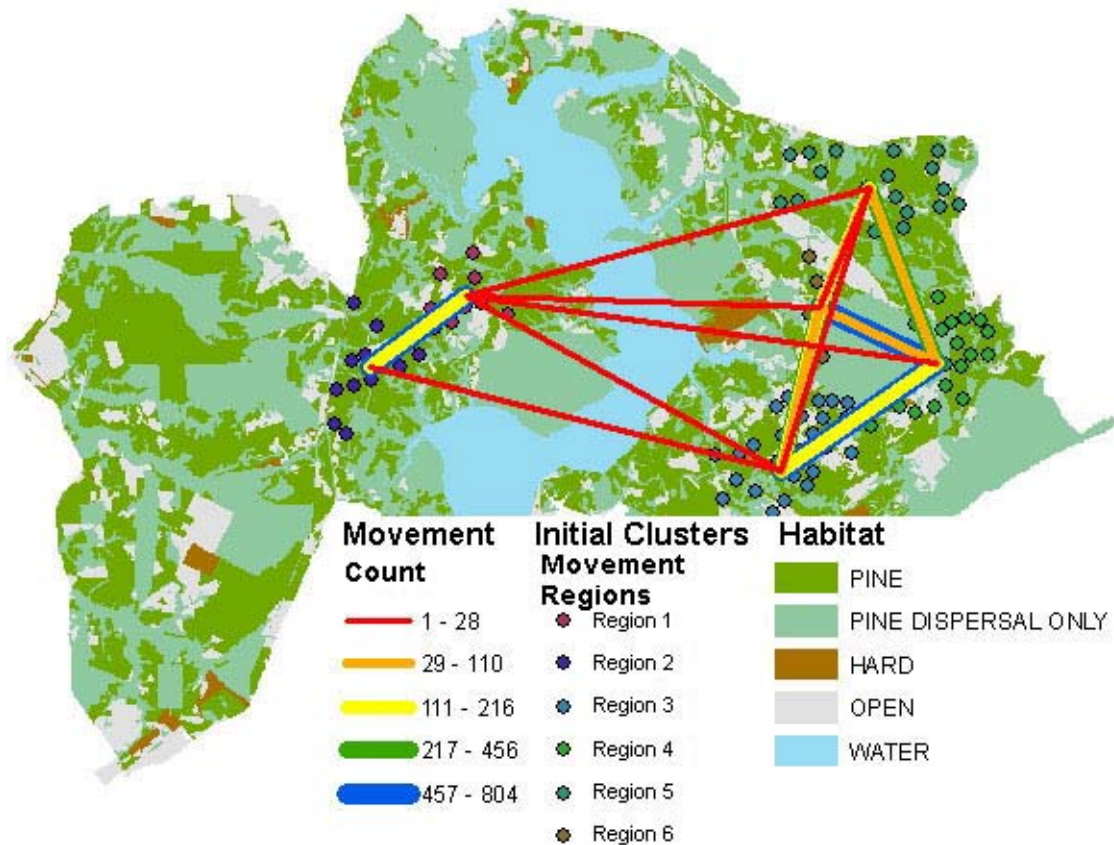 Movement
Count
1 - 28
29 - 110
111 - 216
217 - 456
457 - 804
Initial Clusters
Movement
Regions
Region 1
Region 2
Region 3
Region 4
Region 5
Region 6
Habitat
PINE
PINE DISPERSAL ONLY
HARD
OPEN
WATER